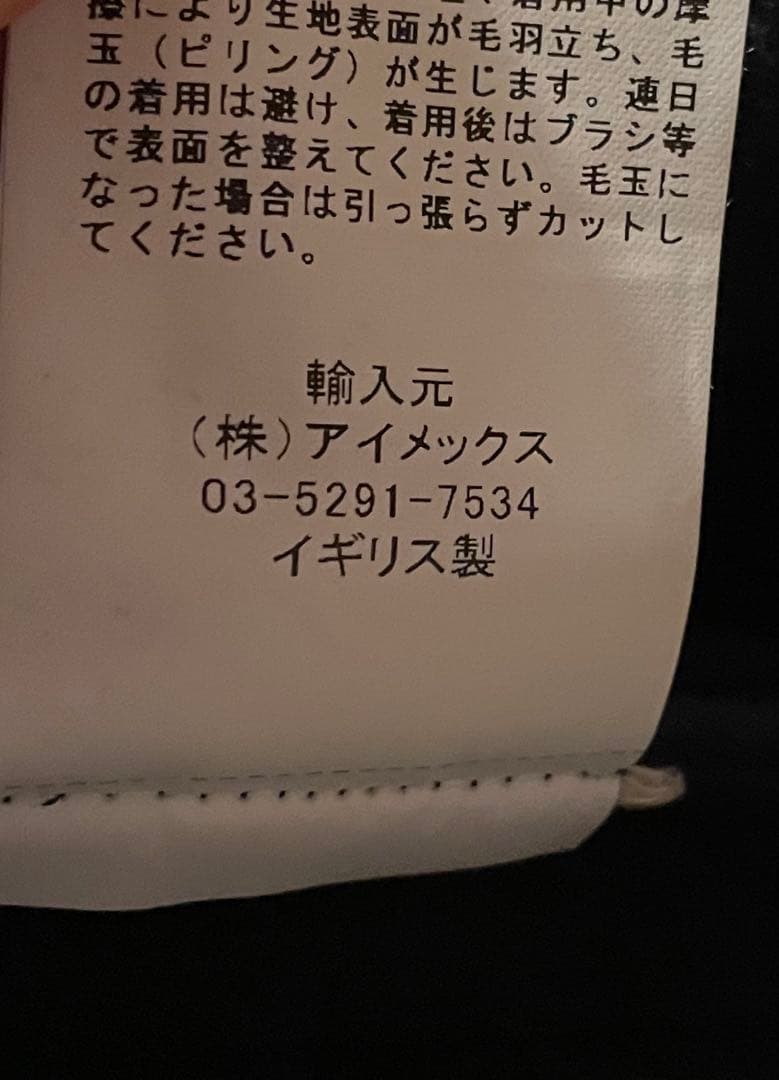 擦により生地表面が毛羽立ち、毛
玉（ピリング）が生じます。連日
の着用は避け、着用後はブラシ等
で表面を整えてください。毛玉に
なった場合は引っ張らずカットし
てください。
輸入元
（株）アイメックス
03-5291-7534
イギリス製